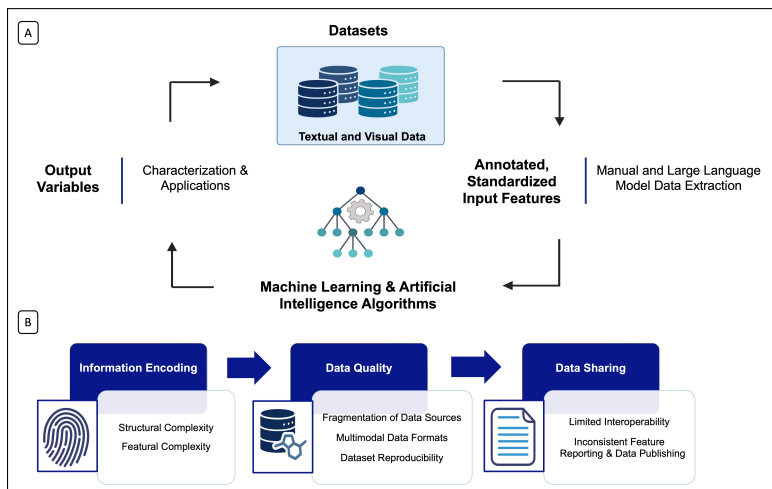 A
Datasets
Textual and Visual Data
Output
Variables
Characterization &
Applications
Annotated,
Standardized
Input Features
Manual and Large Language
Model Data Extraction
Machine Learning & Artificial
Intelligence Algorithms
B
Information Encoding
Structural Complexity
Featural Complexity
Data Quality
Fragmentation of Data Sources
Multimodal Data Formats
Dataset Reproducibility
Data Sharing
Limited Interoperability
Inconsistent Feature
Reporting & Data Publishing